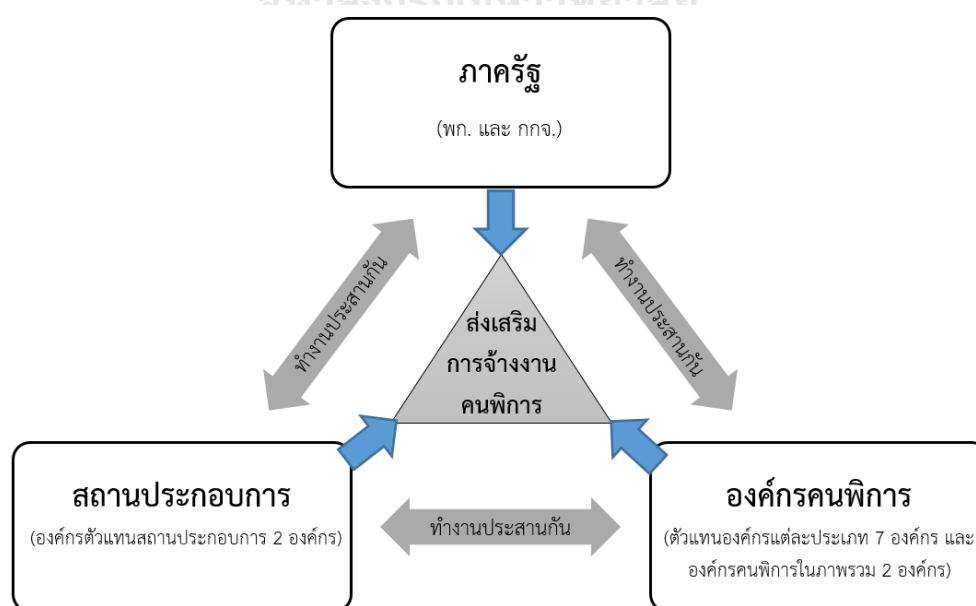 ภาครัฐ
(พก. และ กกจ.)
ทำงานประสานกัน
ทำงานประสานกัน
ส่งเสริม
การจ้างงาน
คนพิการ
สถานประกอบการ
(องค์กรตัวแทนสถานประกอบการ 2 องค์กร)
ทำงานประสานกัน
องค์กรคนพิการ
(ตัวแทนองค์กรแต่ละประเภท 7 องค์กร และ
องค์กรคนพิการในภาพรวม 2 องค์กร)